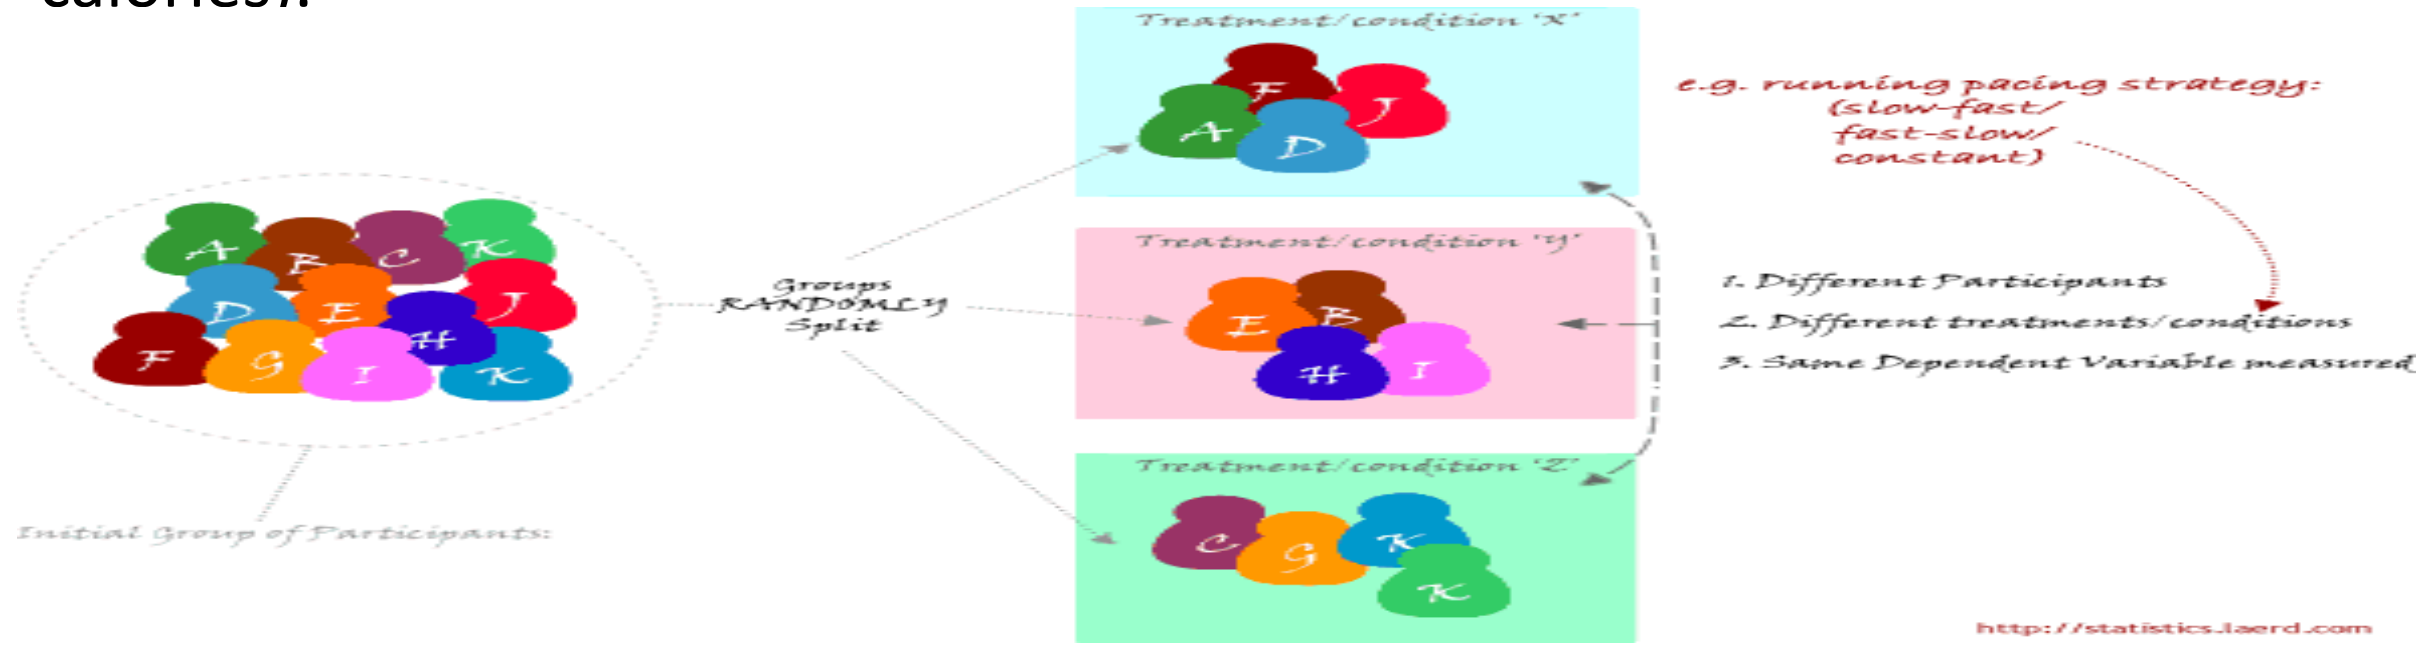 calories).
Treatment/condition 'X'
F
J
A
D
e.g. running pacing strategy:
(slow-fast/
fast-slow/
constant)
A
B
C
K
D
E
J
F
G
I
H
K
Initial Group of Participants:
Groups
RANDOMLY
Split
Treatment/condition 'Y'
E
B
H
I
Treatment/condition 'Z'
C
G
K
K
1. Different Participants
2. Different treatments/conditions
3. Same Dependent Variable measured
http://statistics.laerd.com